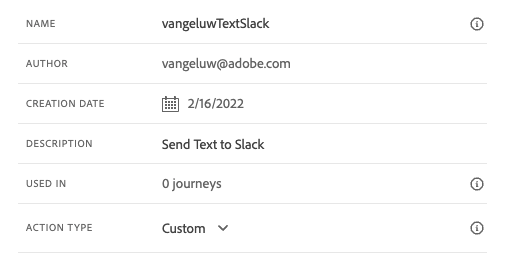 NAME vangeluwTextSlack
AUTHOR vangeluw@adobe.com
CREATION DATE 2/16/2022
DESCRIPTION Send Text to Slack
USED IN 0 journeys
ACTION TYPE Custom